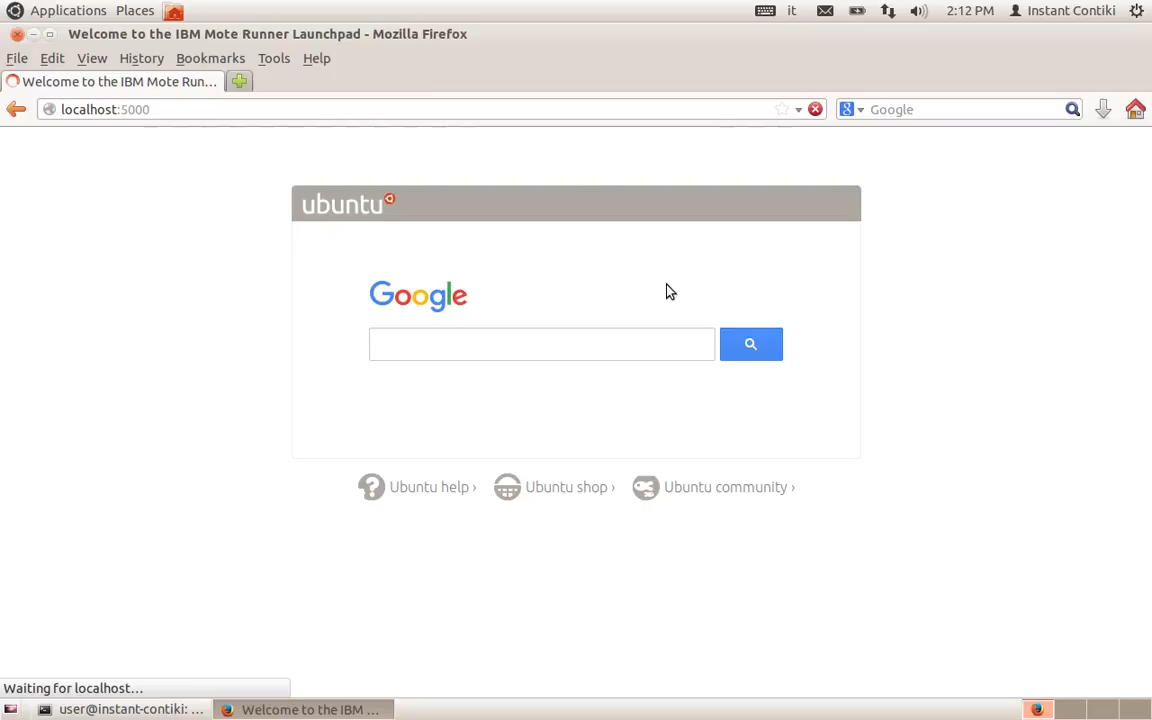 Applications Places it 2:12 PM Instant Contiki
Welcome to the IBM Mote Runner Launchpad - Mozilla Firefox
File Edit View History Bookmarks Tools Help
Welcome to the IBM Mote Run...
localhost:5000 Google
ubuntu
Google
Ubuntu help › Ubuntu shop › Ubuntu community ›
Waiting for localhost...
user@instant-contiki: ... Welcome to the IBM ...